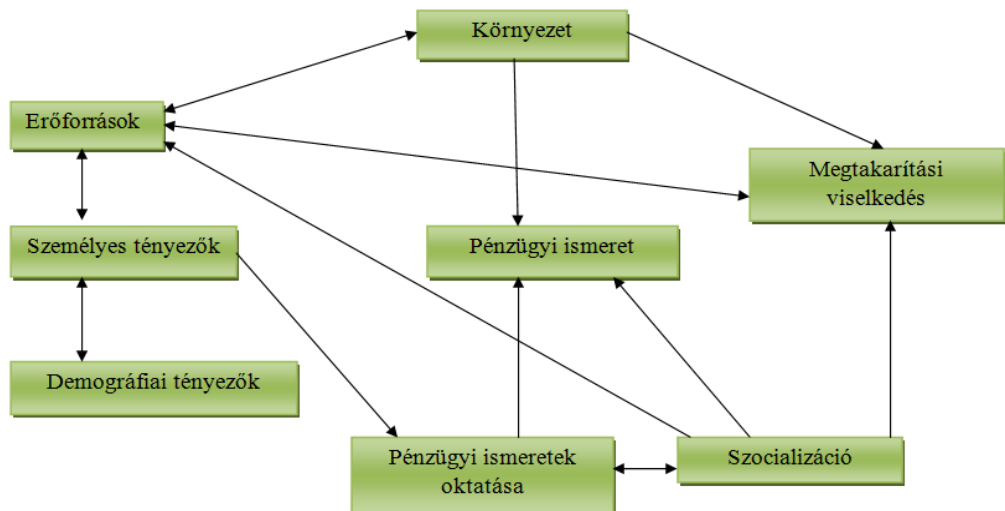 Környezet
Erőforrások
Megtakarítási
viselkedés
Személyes tényezők
Pénzügyi ismeret
Demográfiai tényezők
Pénzügyi ismeretek
oktatása
Szocializáció